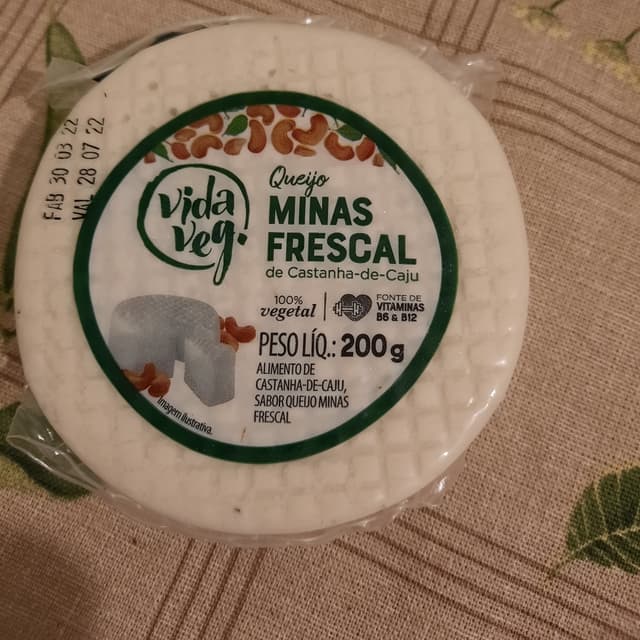 FAB 30 03 22
VAL 28 07 22
vida
veg.
Queijo
MINAS
FRESCAL
de Castanha-de-Caju
100%
vegetal
FONTE DE
VITAMINAS
B6 & B12
PESO LÍQ.: 200g
ALIMENTO DE
CASTANHA-DE-CAJU,
SABOR QUEIJO MINAS
FRESCAL
Imagem ilustrativa.